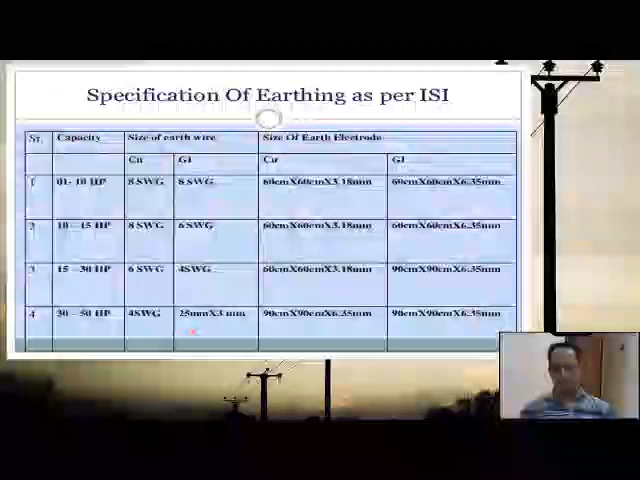 Specification Of Earthing as per ISI
Sr. Capacity Size of earth wire Size Of Earth Electrode
Cu GI Cu GI
1 01- 10 HP 8 SWG 8 SWG 60cmX60cmX3.18mm 60cmX60cmX6.35mm
2 10 – 15 HP 8 SWG 6 SWG 60cmX60cmX3.18mm 60cmX60cmX6.35mm
3 15 – 30 HP 6 SWG 4SWG 60cmX60cmX3.18mm 90cmX90cmX6.35mm
4 30 – 50 HP 4SWG 25mmX3 mm 90cmX90cmX6.35mm 90cmX90cmX6.35mm